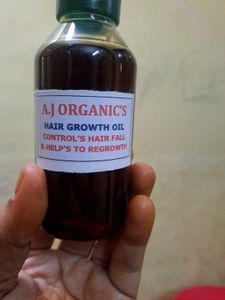 A.J ORGANIC'S
HAIR GROWTH OIL
CONTROL'S HAIR FALL
& HELP'S TO REGROWTH